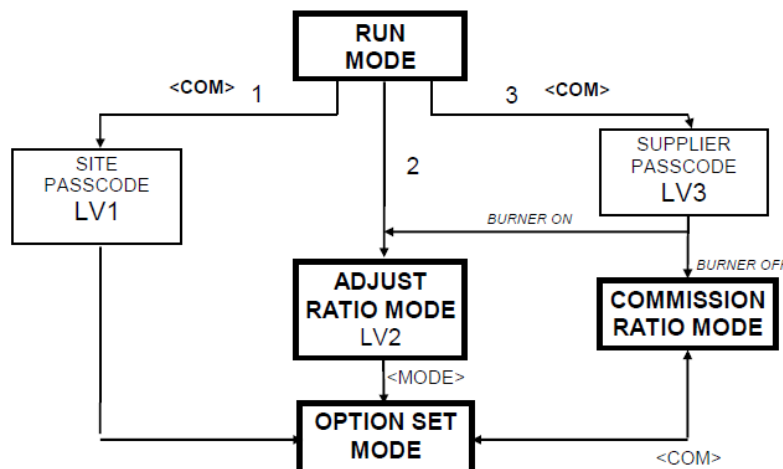 RUN
MODE
<COM> 1
3 <COM>
SITE
PASSCODE
LV1
2
SUPPLIER
PASSCODE
LV3
BURNER ON
BURNER OFF
ADJUST
RATIO MODE
LV2
COMMISSION
RATIO MODE
<MODE>
OPTION SET
MODE
<COM>